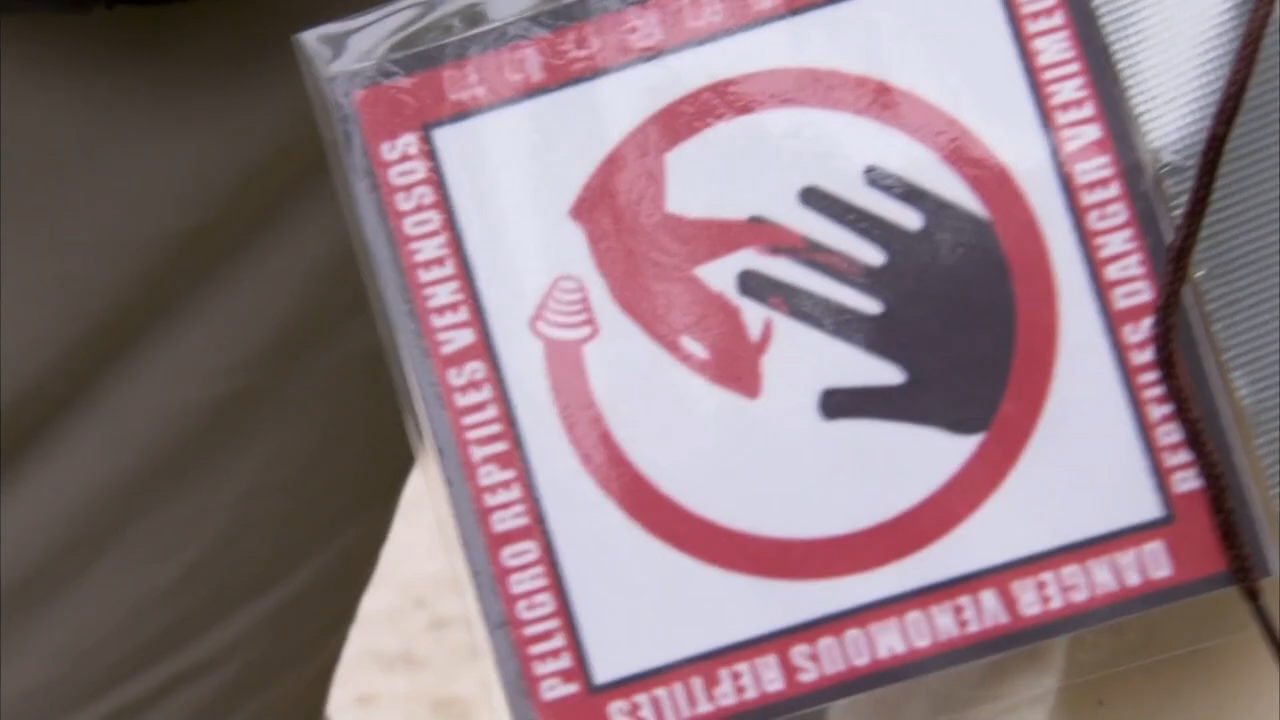 PELIGRO REPTILES VENENOSOS
REPTILES DANGER VENIMEU
DANGER VENOMOUS REPTILES